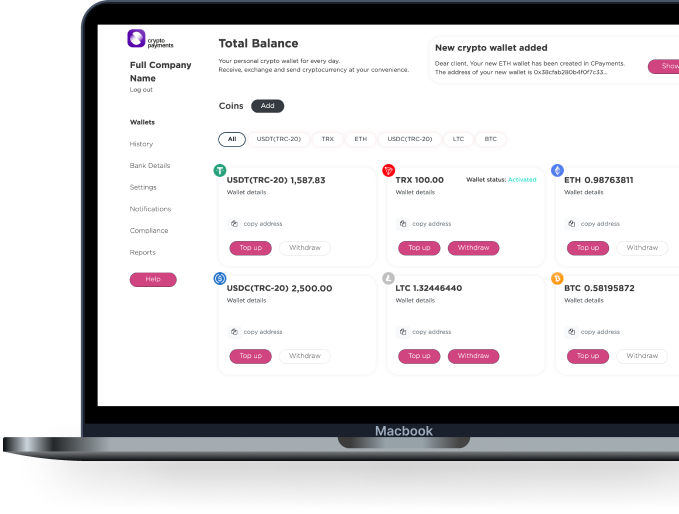 crypto
payments
Full Company
Name
Log out
Wallets
History
Bank Details
Settings
Notifications
Compliance
Reports
Help
Total Balance
Your personal crypto wallet for every day.
Receive, exchange and send cryptocurrency at your convenience.
New crypto wallet added
Dear client, Your new ETH wallet has been created in CPayments.
The address of your new wallet is 0x38cfab280b4f0f7c33...
Show
Coins Add
All USDT(TRC-20) TRX ETH USDC(TRC-20) LTC BTC
USDT(TRC-20) 1,587.83
Wallet details
copy address
Top up Withdraw
TRX 100.00 Wallet status: Activated
Wallet details
copy address
Top up Withdraw
ETH 0.98763811
Wallet details
copy address
Top up Withdraw
USDC(TRC-20) 2,500.00
Wallet details
copy address
Top up Withdraw
LTC 1.32446440
Wallet details
copy address
Top up Withdraw
BTC 0.58195872
Wallet details
copy address
Top up Withdraw
Macbook